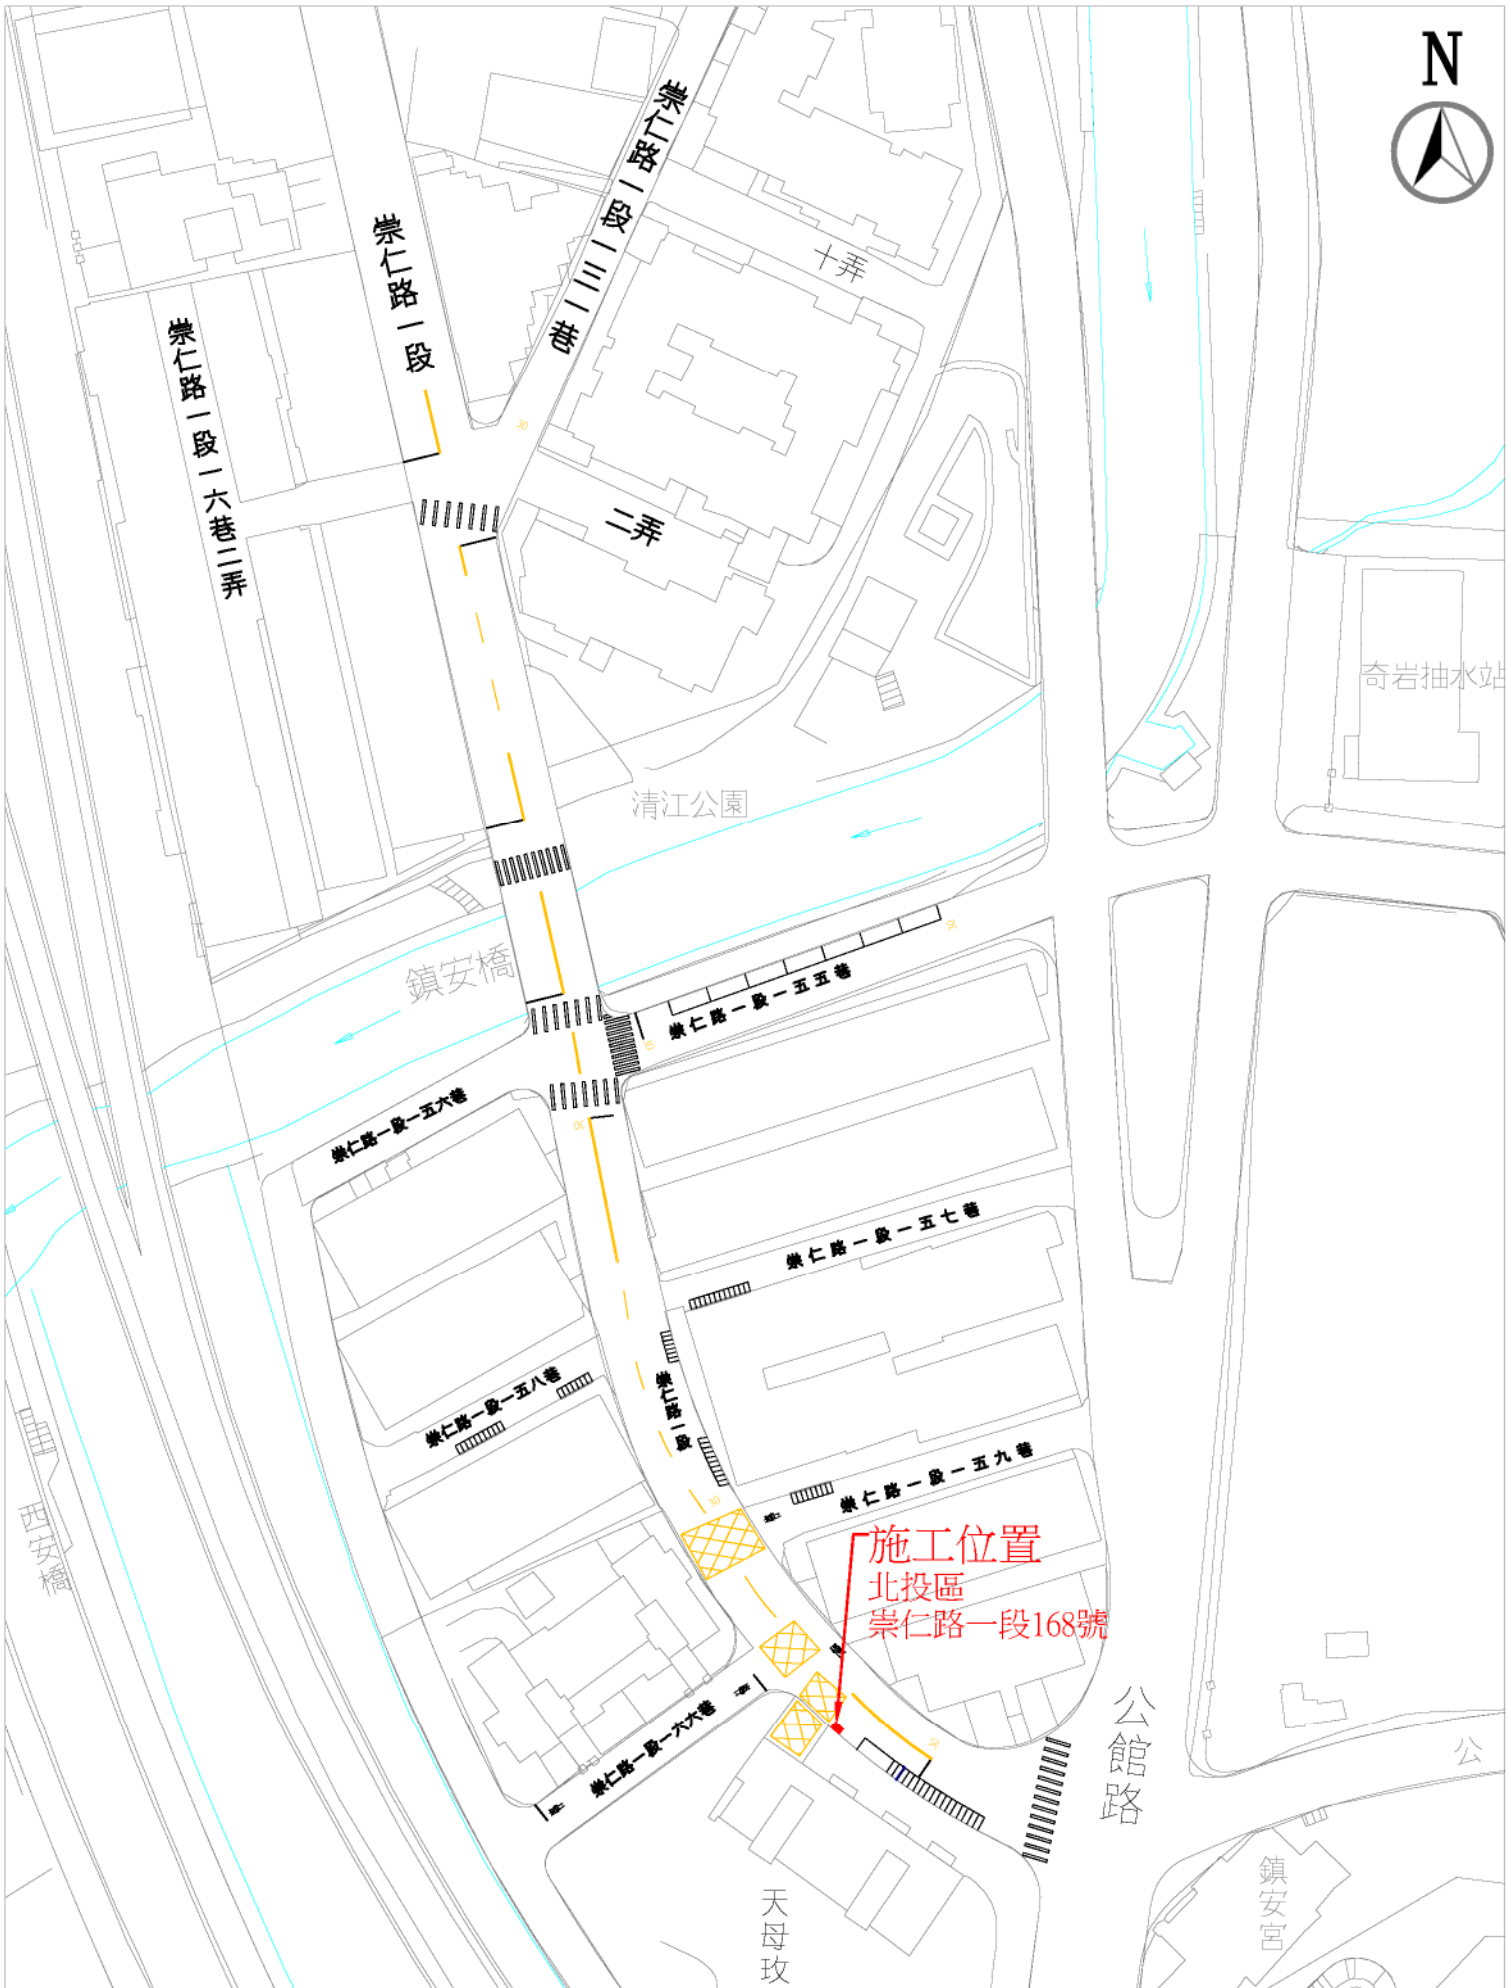 N
崇仁路一段一三一巷
崇仁路一段
十弄
崇仁路一段一六巷二弄
30
二弄
奇岩抽水站
清江公園
鎮安橋
崇仁路一段一五五巷
30
30
崇仁路一段一五六巷
30
崇仁路一段一五七巷
崇仁路一段一五八巷
崇仁路一段
崇仁路一段一五九巷
30
西安橋
施工位置
北投區
崇仁路一段168號
崇仁路一段一六六巷
30
公館路
公
鎮安宮
天母玫